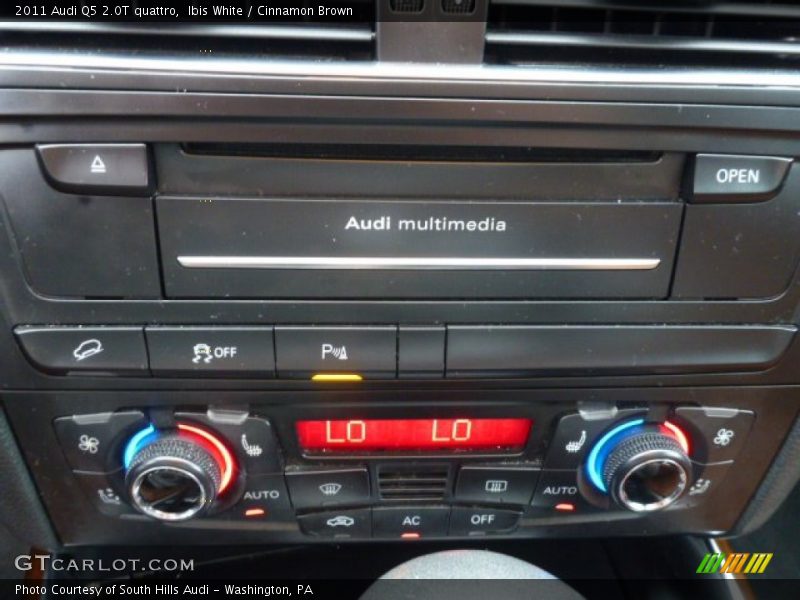 2011 Audi Q5 2.0T quattro, Ibis White / Cinnamon Brown
OPEN
Audi multimedia
OFF
P
LO LO
AUTO
AUTO
AC
OFF
GTCARLOT.COM
Photo Courtesy of South Hills Audi - Washington, PA